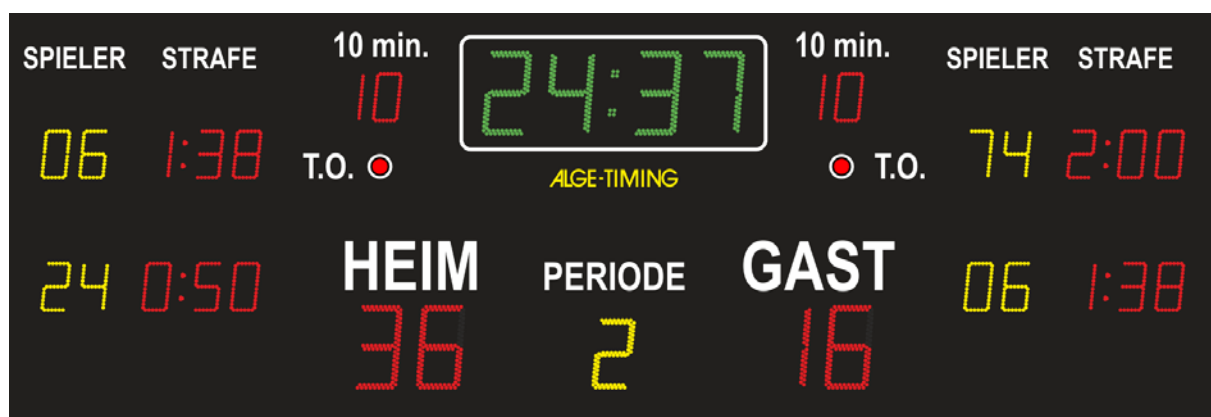 SPIELER STRAFE 10 min. 24:37 10 min. SPIELER STRAFE
10 10
06 1:38 T.O. ALGE-TIMING T.O. 74 2:00
24 0:50 HEIM PERIODE GAST 06 1:38
36 2 16